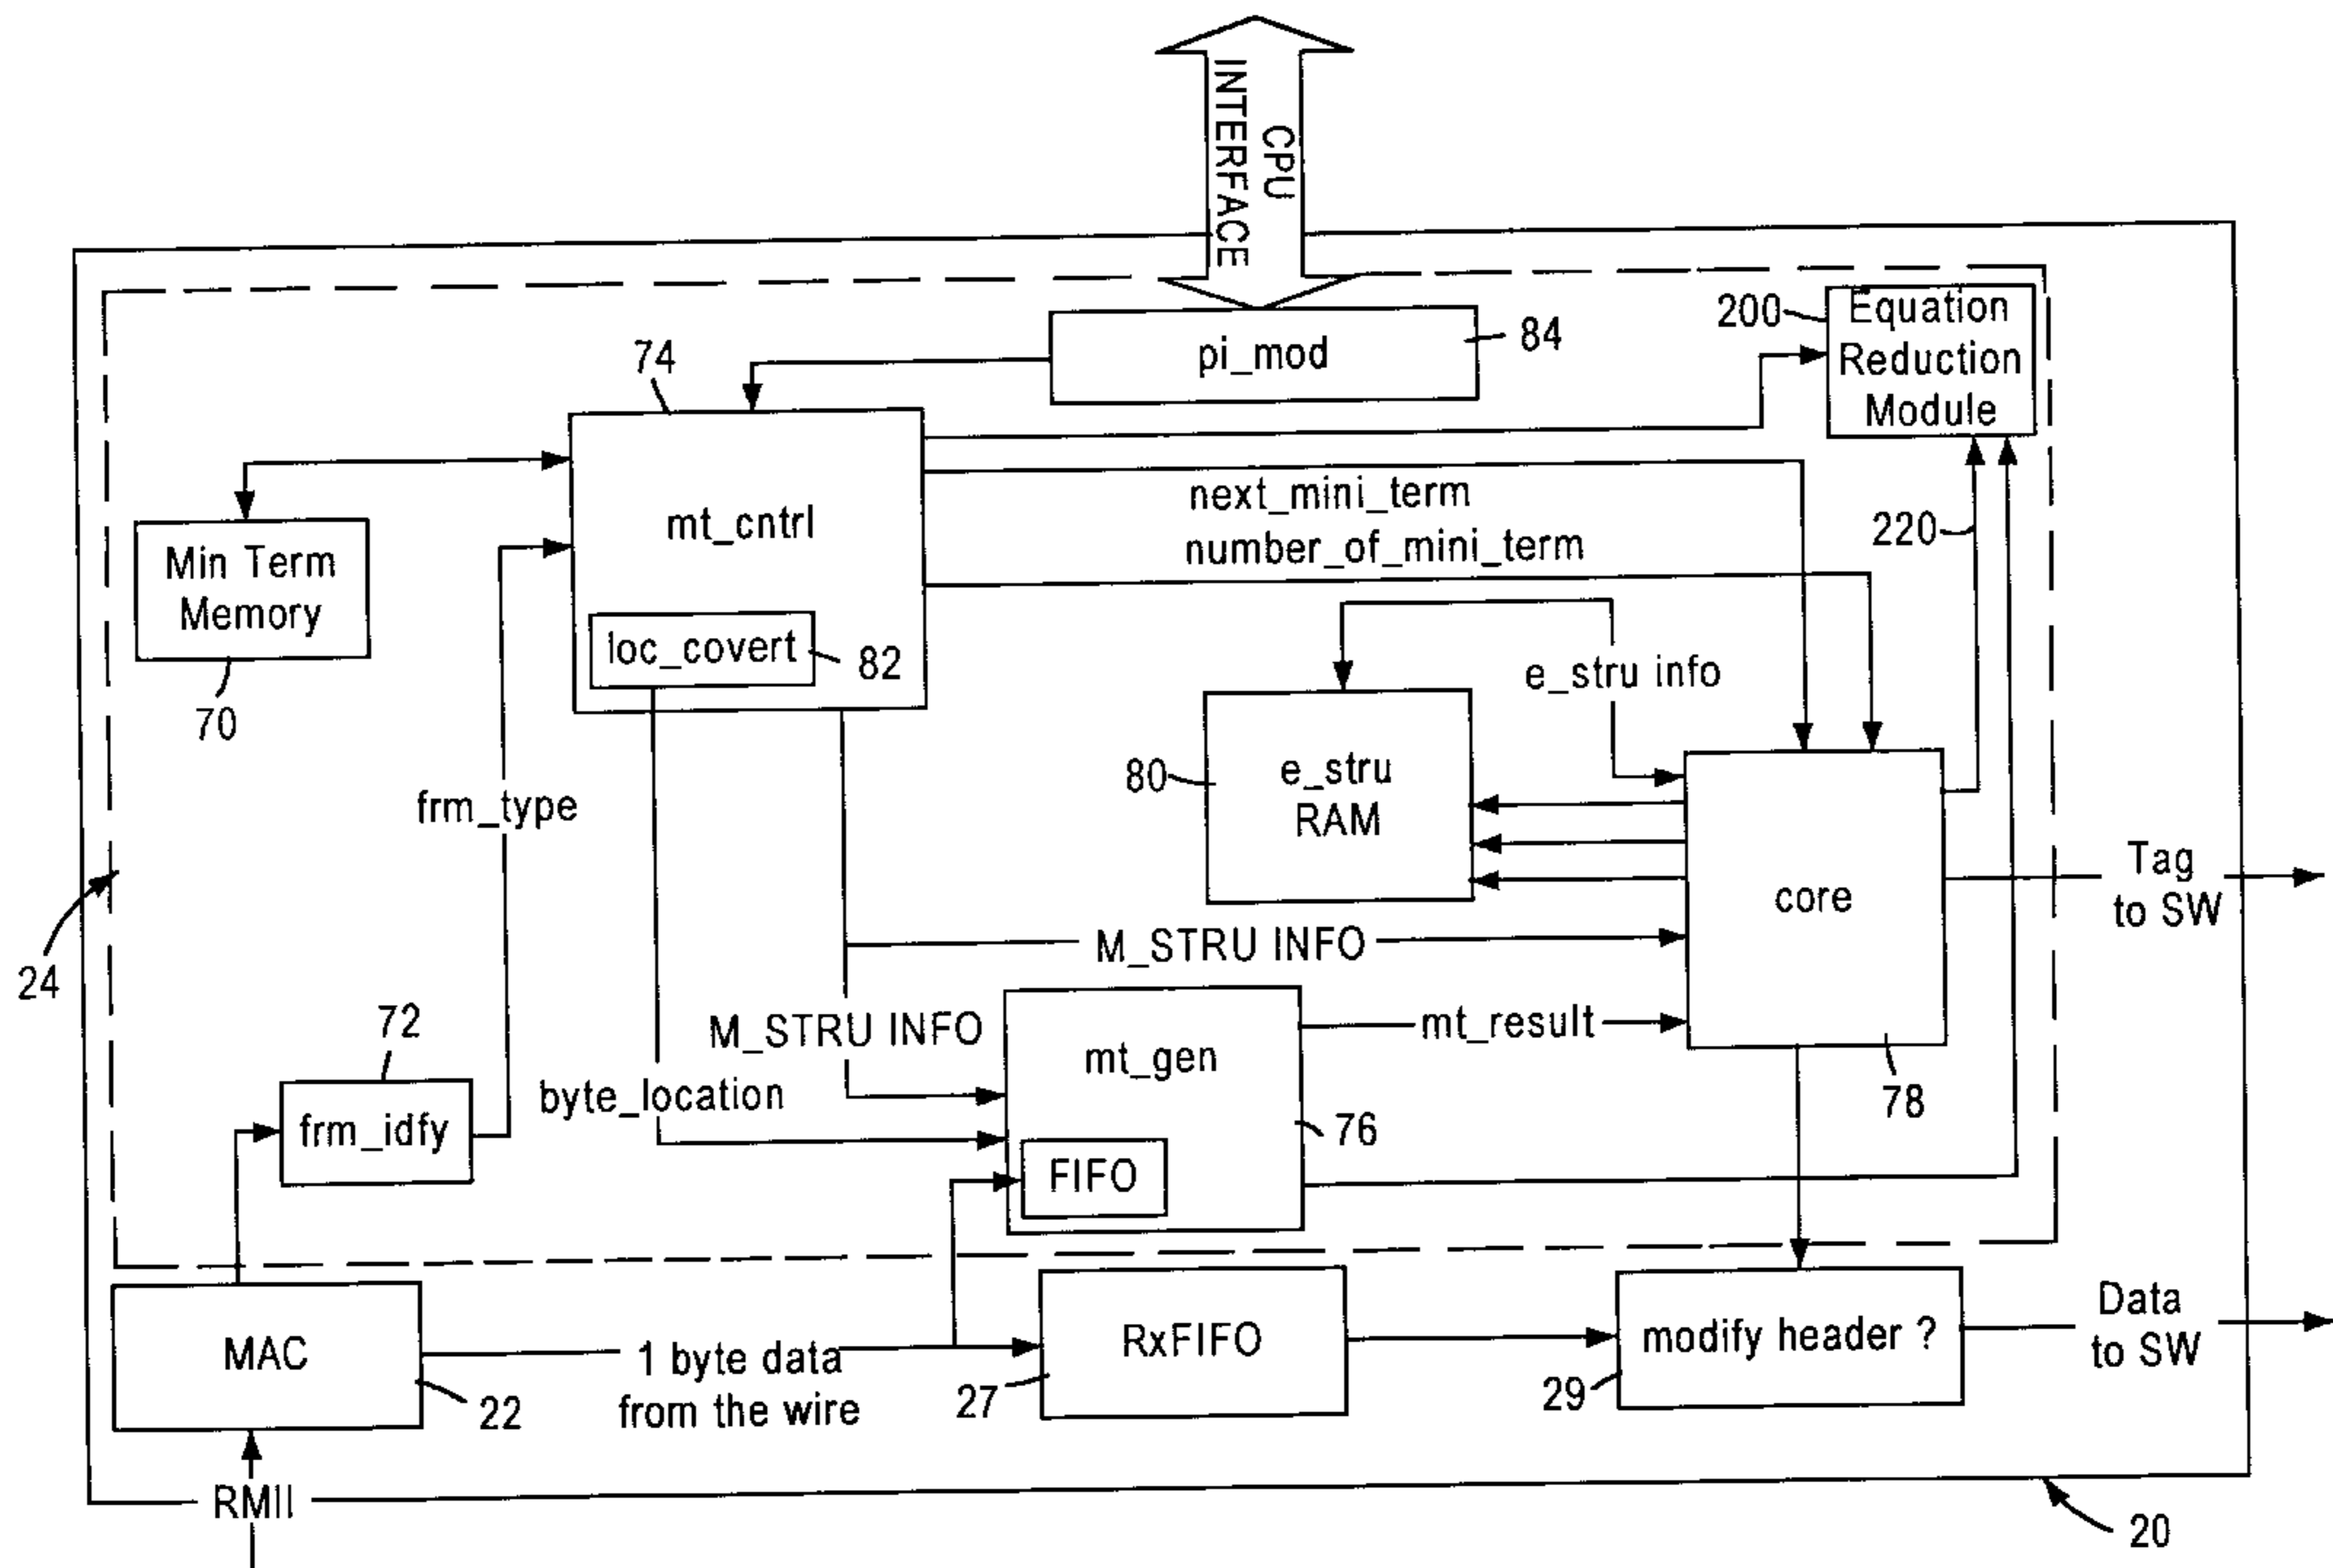 CPU
INTERFACE
200
Equation
Reduction
Module
pi_mod
84
74
mt_cntrl
next_mini_term
number_of_mini_term
220
Min Term
Memory
70
loc_covert
82
e_stru info
80
e_stru
RAM
frm_type
core
Tag
to SW
24
M_STRU INFO
72
M_STRU INFO
mt_gen
mt_result
78
byte_location
76
frm_idfy
FIFO
MAC
22
1 byte data
from the wire
RxFIFO
27
modify header ?
29
Data
to SW
RMII
20